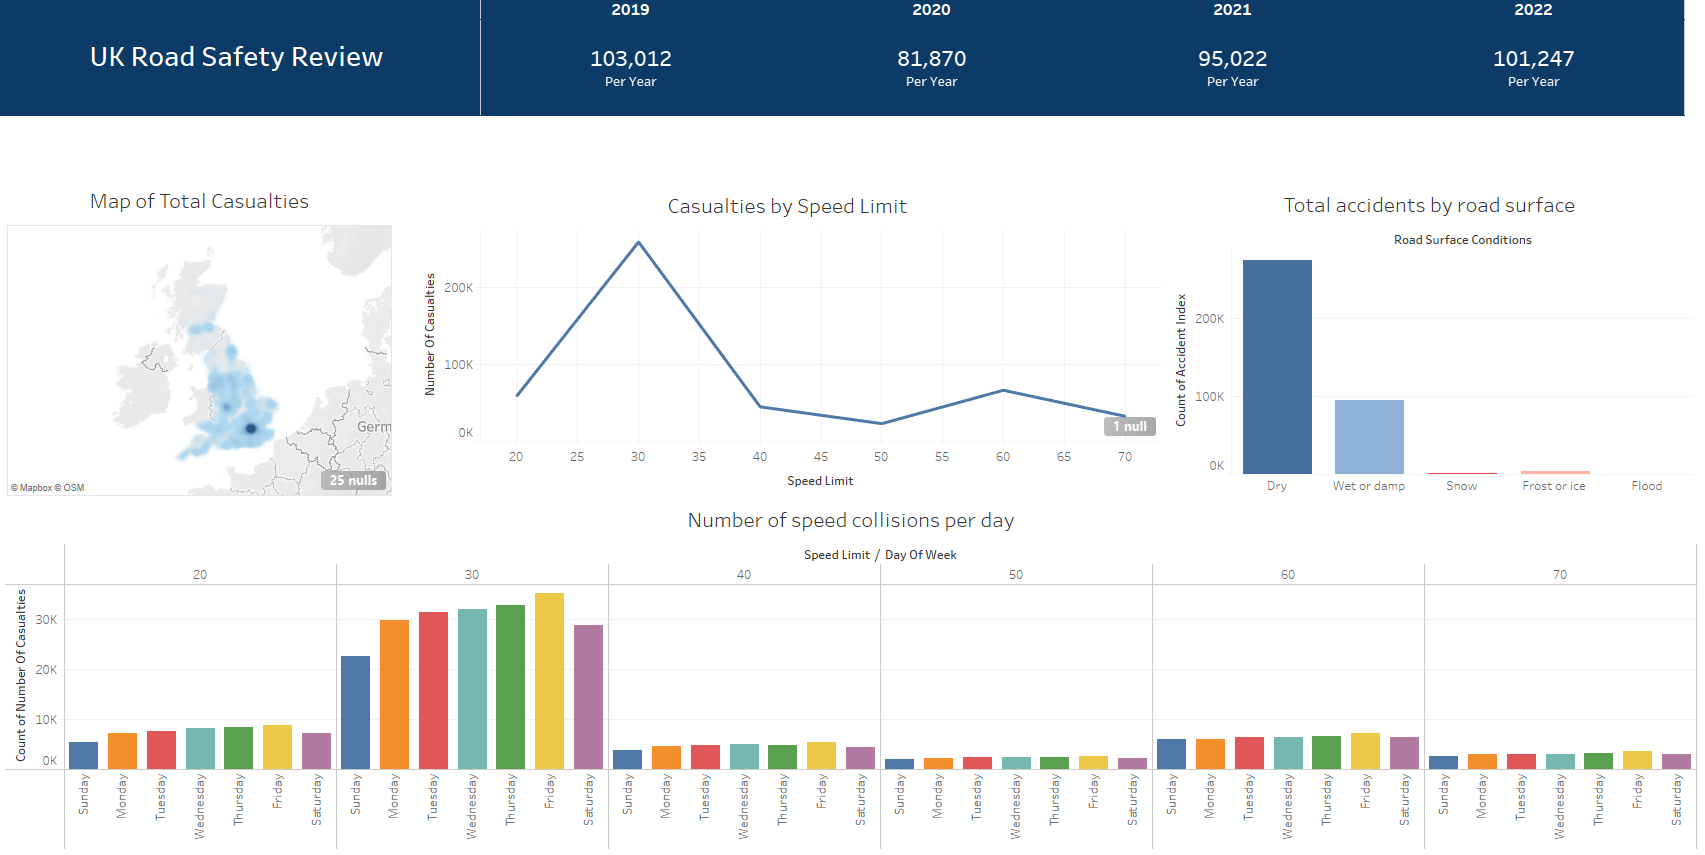 2019 2020 2021 2022
UK Road Safety Review
103,012 81,870 95,022 101,247
Per Year Per Year Per Year Per Year
Map of Total Casualties
Germ
25 nulls
© Mapbox © OSM
Casualties by Speed Limit
Number Of Casualties
200K
100K
0K
1 null
20 25 30 35 40 45 50 55 60 65 70
Speed Limit
Total accidents by road surface
Road Surface Conditions
Count of Accident Index
200K
100K
0K
Dry Wet or damp Snow Frost or ice Flood
Number of speed collisions per day
Speed Limit / Day Of Week
20 30 40 50 60 70
Count of Number Of Casualties
30K
20K
10K
0K
Sunday Monday Tuesday Wednesday Thursday Friday Saturday Sunday Monday Tuesday Wednesday Thursday Friday Saturday Sunday Monday Tuesday Wednesday Thursday Friday Saturday Sunday Monday Tuesday Wednesday Thursday Friday Saturday Sunday Monday Tuesday Wednesday Thursday Friday Saturday Sunday Monday Tuesday Wednesday Thursday Friday Saturday